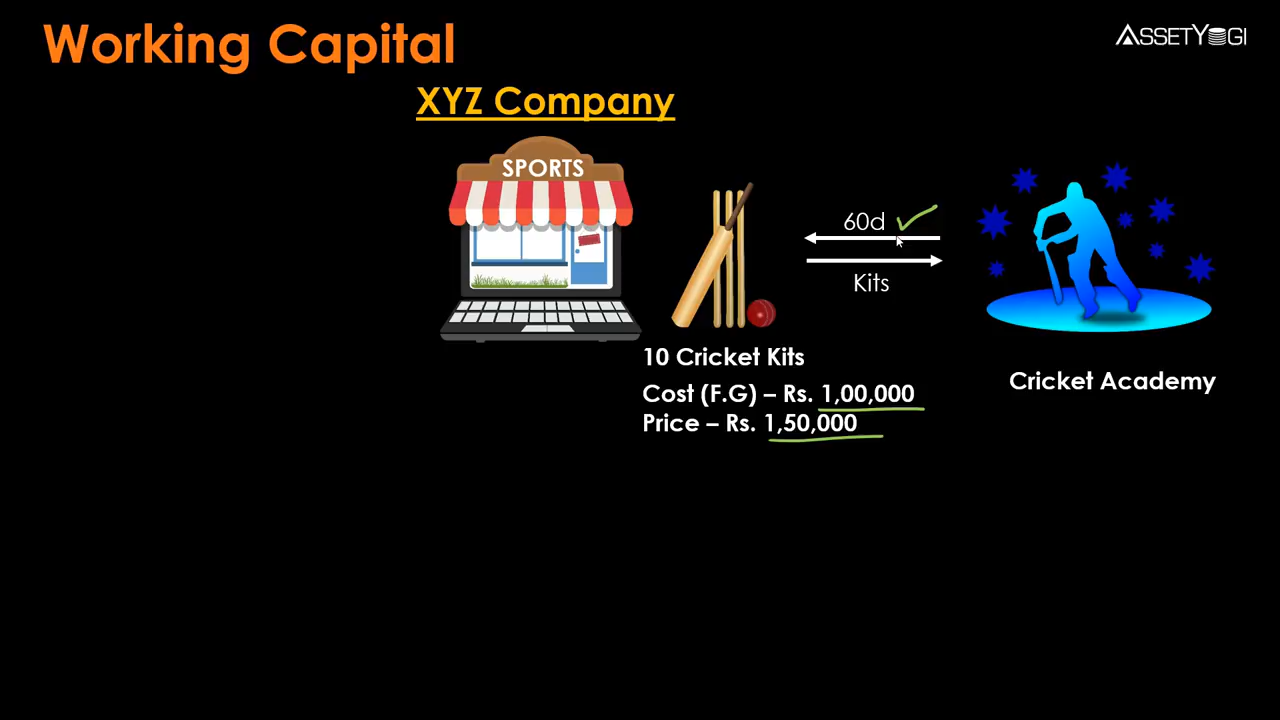 Working Capital
ASSETYOGI
XYZ Company
SPORTS
60d
Kits
10 Cricket Kits
Cost (F.G) – Rs. 1,00,000
Price – Rs. 1,50,000
Cricket Academy